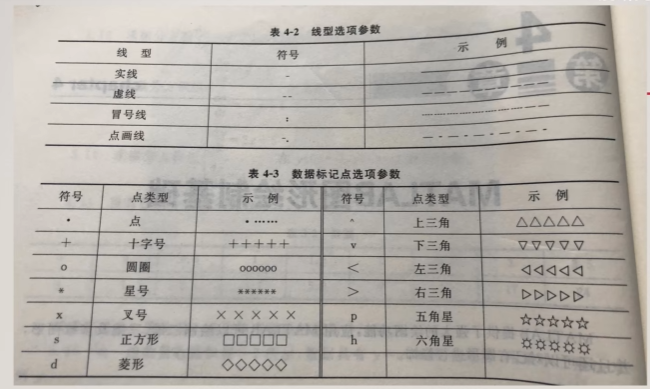 表 4-2 线型选项参数
线 型 符号 示 例
实线 -
虚线 --
冒号线 :
点画线 -.
表 4-3 数据标记点选项参数
符号 点类型 示 例 符号 点类型 示 例
· 点 · ······ ^ 上三角 △△△△△
+ 十字号 +++++ v 下三角 ▽▽▽▽▽
o 圆圈 oooooo < 左三角 ◁◁◁◁◁
* 星号 ****** > 右三角 ▷▷▷▷▷
x 叉号 ××××× p 五角星 ☆☆☆☆☆
s 正方形 □□□□□ h 六角星 ✡✡✡✡✡
d 菱形 ◇◇◇◇◇